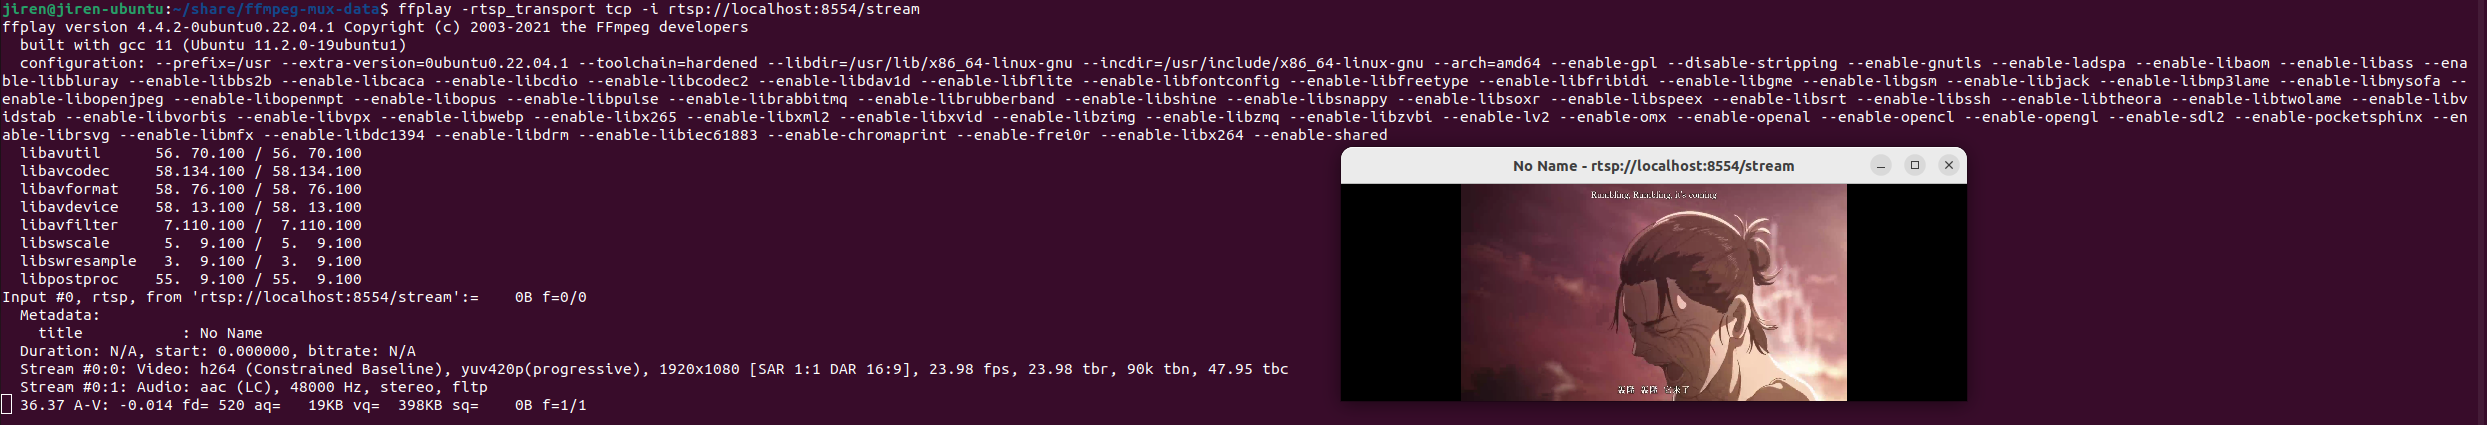 jiren@jiren-ubuntu:~/share/ffmpeg-mux-data$ ffplay -rtsp_transport tcp -i rtsp://localhost:8554/stream
ffplay version 4.4.2-0ubuntu0.22.04.1 Copyright (c) 2003-2021 the FFmpeg developers
  built with gcc 11 (Ubuntu 11.2.0-19ubuntu1)
  configuration: --prefix=/usr --extra-version=0ubuntu0.22.04.1 --toolchain=hardened --libdir=/usr/lib/x86_64-linux-gnu --incdir=/usr/include/x86_64-linux-gnu --arch=amd64 --enable-gpl --disable-stripping --enable-gnutls --enable-ladspa --enable-libaom --enable-libass --ena
ble-libbluray --enable-libbs2b --enable-libcaca --enable-libcdio --enable-libcodec2 --enable-libdav1d --enable-libflite --enable-libfontconfig --enable-libfreetype --enable-libfribidi --enable-libgme --enable-libgsm --enable-libjack --enable-libmp3lame --enable-libmysofa --
enable-libopenjpeg --enable-libopenmpt --enable-libopus --enable-libpulse --enable-librabbitmq --enable-librubberband --enable-libshine --enable-libsnappy --enable-libsoxr --enable-libspeex --enable-libsrt --enable-libssh --enable-libtheora --enable-libtwolame --enable-libv
idstab --enable-libvorbis --enable-libvpx --enable-libwebp --enable-libx265 --enable-libxml2 --enable-libxvid --enable-libzimg --enable-libzmq --enable-libzvbi --enable-lv2 --enable-omx --enable-openal --enable-opencl --enable-opengl --enable-sdl2 --enable-pocketsphinx --en
able-librsvg --enable-libmfx --enable-libdc1394 --enable-libdrm --enable-libiec61883 --enable-chromaprint --enable-frei0r --enable-libx264 --enable-shared
  libavutil      56. 70.100 / 56. 70.100
  libavcodec     58.134.100 / 58.134.100
  libavformat    58. 76.100 / 58. 76.100
  libavdevice    58. 13.100 / 58. 13.100
  libavfilter     7.110.100 /  7.110.100
  libswscale      5.  9.100 /  5.  9.100
  libswresample   3.  9.100 /  3.  9.100
  libpostproc    55.  9.100 / 55.  9.100
Input #0, rtsp, from 'rtsp://localhost:8554/stream':=    0B f=0/0
  Metadata:
    title           : No Name
  Duration: N/A, start: 0.000000, bitrate: N/A
  Stream #0:0: Video: h264 (Constrained Baseline), yuv420p(progressive), 1920x1080 [SAR 1:1 DAR 16:9], 23.98 fps, 23.98 tbr, 90k tbn, 47.95 tbc
  Stream #0:1: Audio: aac (LC), 48000 Hz, stereo, fltp
  36.37 A-V: -0.014 fd= 520 aq=   19KB vq=  398KB sq=    0B f=1/1
No Name - rtsp://localhost:8554/stream
Rumbling, Rumbling, it's coming
来了